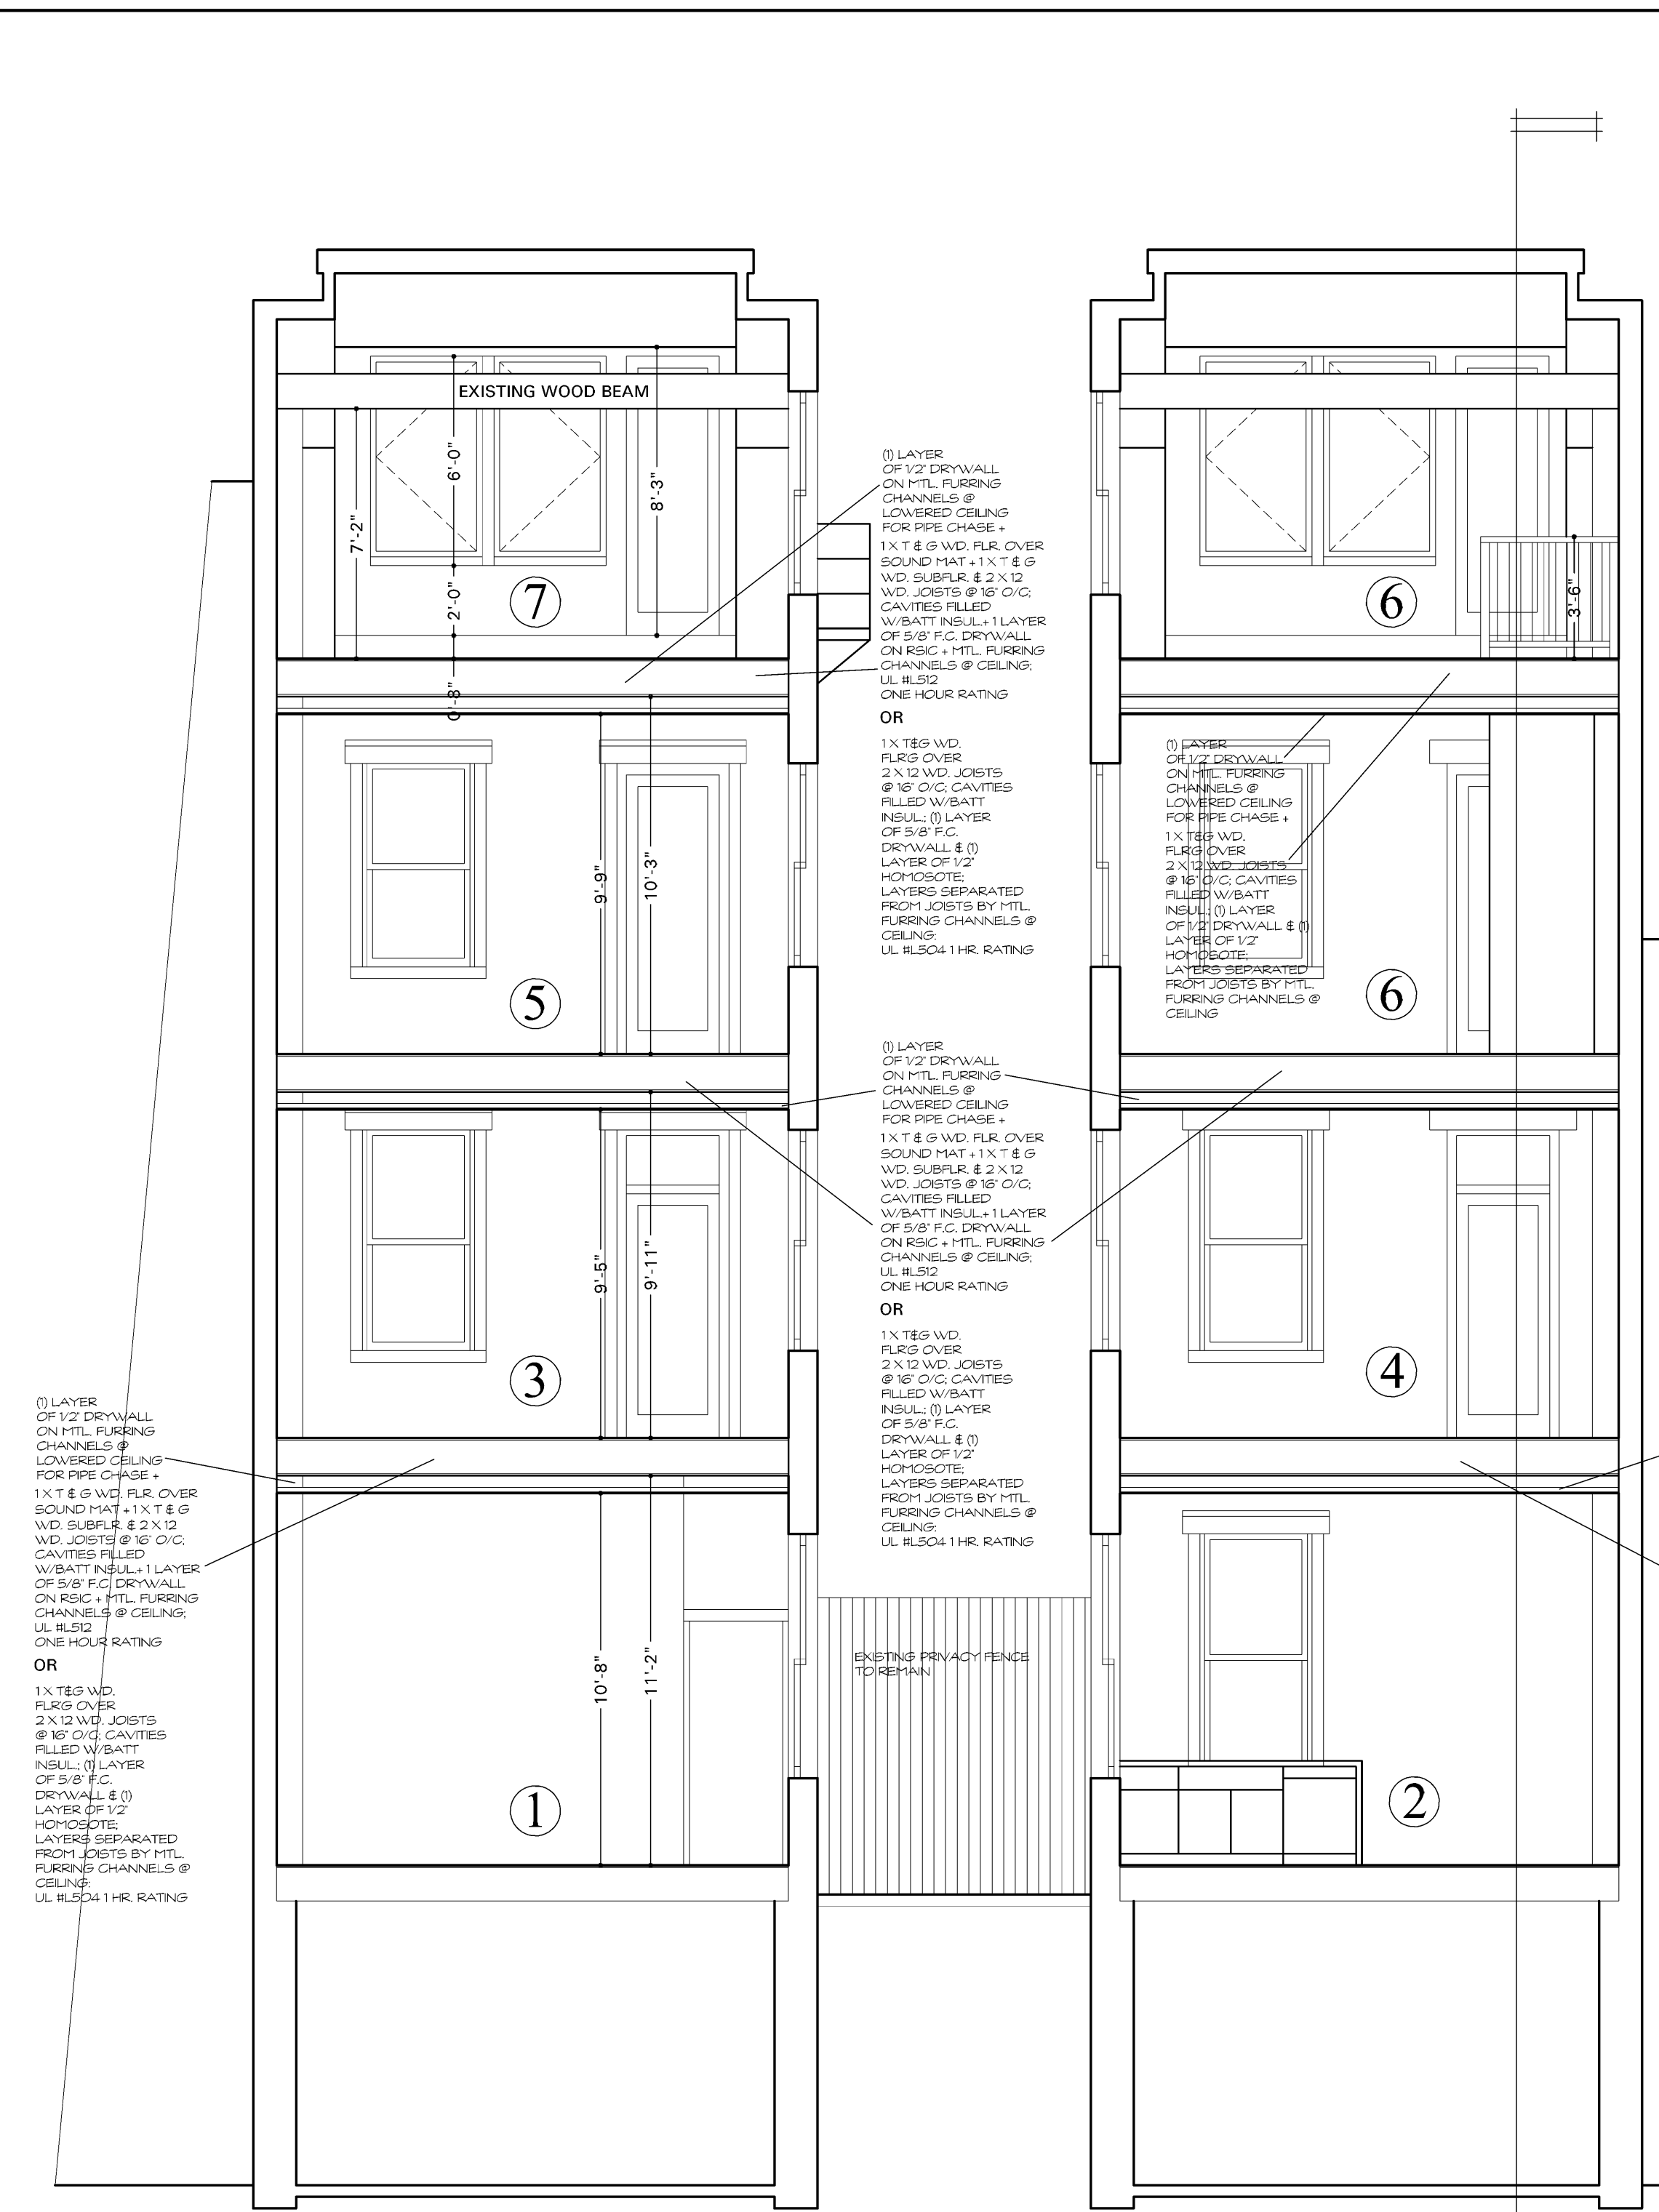 EXISTING WOOD BEAM
6'-0"
8'-3"
7'-2"
2'-0"
0'-8"
7
6
3'-6"
(1) LAYER
OF 1/2" DRYWALL
ON MTL. FURRING
CHANNELS @
LOWERED CEILING
FOR PIPE CHASE +
1 X T & G WD. FLR. OVER
SOUND MAT + 1 X T & G
WD. SUBFLR. & 2 X 12
WD. JOISTS @ 16" O/C;
CAVITIES FILLED
W/BATT INSUL.+ 1 LAYER
OF 5/8" F.C. DRYWALL
ON RSIC + MTL. FURRING
CHANNELS @ CEILING;
UL #L512
ONE HOUR RATING
OR
1 X T&G WD.
FLR'G OVER
2 X 12 WD. JOISTS
@ 16" O/C; CAVITIES
FILLED W/BATT
INSUL.; (1) LAYER
OF 5/8" F.C.
DRYWALL & (1)
LAYER OF 1/2"
HOMOSOTE;
LAYERS SEPARATED
FROM JOISTS BY MTL.
FURRING CHANNELS @
CEILING:
UL #L504 1 HR. RATING
(1) LAYER
OF 1/2" DRYWALL
ON MTL. FURRING
CHANNELS @
LOWERED CEILING
FOR PIPE CHASE +
1 X T&G WD.
FLR'G OVER
2 X 12 WD. JOISTS
@ 16" O/C; CAVITIES
FILLED W/BATT
INSUL.; (1) LAYER
OF 1/2" DRYWALL & (1)
LAYER OF 1/2"
HOMOSOTE;
LAYERS SEPARATED
FROM JOISTS BY MTL.
FURRING CHANNELS @
CEILING
9'-9"
10'-3"
5
6
(1) LAYER
OF 1/2" DRYWALL
ON MTL. FURRING
CHANNELS @
LOWERED CEILING
FOR PIPE CHASE +
1 X T & G WD. FLR. OVER
SOUND MAT + 1 X T & G
WD. SUBFLR. & 2 X 12
WD. JOISTS @ 16" O/C;
CAVITIES FILLED
W/BATT INSUL.+ 1 LAYER
OF 5/8" F.C. DRYWALL
ON RSIC + MTL. FURRING
CHANNELS @ CEILING;
UL #L512
ONE HOUR RATING
OR
1 X T&G WD.
FLR'G OVER
2 X 12 WD. JOISTS
@ 16" O/C; CAVITIES
FILLED W/BATT
INSUL.; (1) LAYER
OF 5/8" F.C.
DRYWALL & (1)
LAYER OF 1/2"
HOMOSOTE;
LAYERS SEPARATED
FROM JOISTS BY MTL.
FURRING CHANNELS @
CEILING:
UL #L504 1 HR. RATING
9'-5"
9'-11"
3
4
(1) LAYER
OF 1/2" DRYWALL
ON MTL. FURRING
CHANNELS @
LOWERED CEILING
FOR PIPE CHASE +
1 X T & G WD. FLR. OVER
SOUND MAT + 1 X T & G
WD. SUBFLR. & 2 X 12
WD. JOISTS @ 16" O/C;
CAVITIES FILLED
W/BATT INSUL.+ 1 LAYER
OF 5/8" F.C. DRYWALL
ON RSIC + MTL. FURRING
CHANNELS @ CEILING;
UL #L512
ONE HOUR RATING
OR
1 X T&G WD.
FLR'G OVER
2 X 12 WD. JOISTS
@ 16" O/C; CAVITIES
FILLED W/BATT
INSUL.; (1) LAYER
OF 5/8" F.C.
DRYWALL & (1)
LAYER OF 1/2"
HOMOSOTE;
LAYERS SEPARATED
FROM JOISTS BY MTL.
FURRING CHANNELS @
CEILING:
UL #L504 1 HR. RATING
10'-8"
11'-2"
EXISTING PRIVACY FENCE
TO REMAIN
1
2